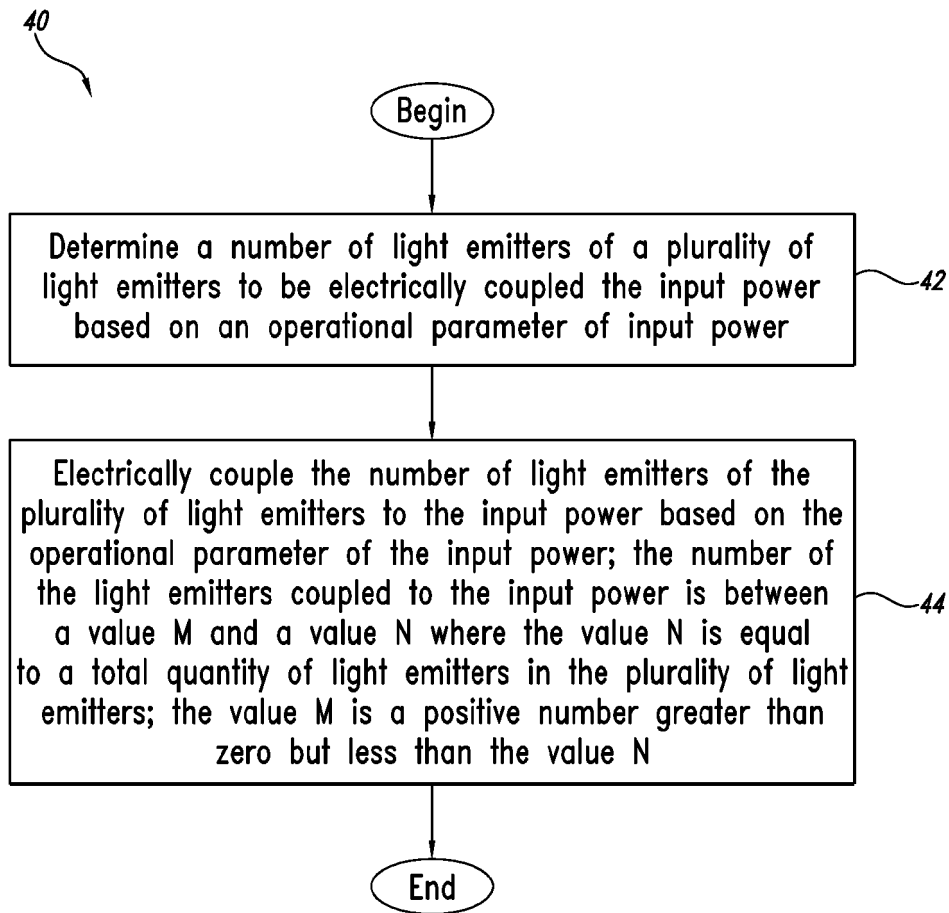 40
Begin
Determine a number of light emitters of a plurality of
light emitters to be electrically coupled the input power
based on an operational parameter of input power
42
Electrically couple the number of light emitters of the
plurality of light emitters to the input power based on the
operational parameter of the input power; the number of
the light emitters coupled to the input power is between
a value M and a value N where the value N is equal
to a total quantity of light emitters in the plurality of light
emitters; the value M is a positive number greater than
zero but less than the value N
44
End